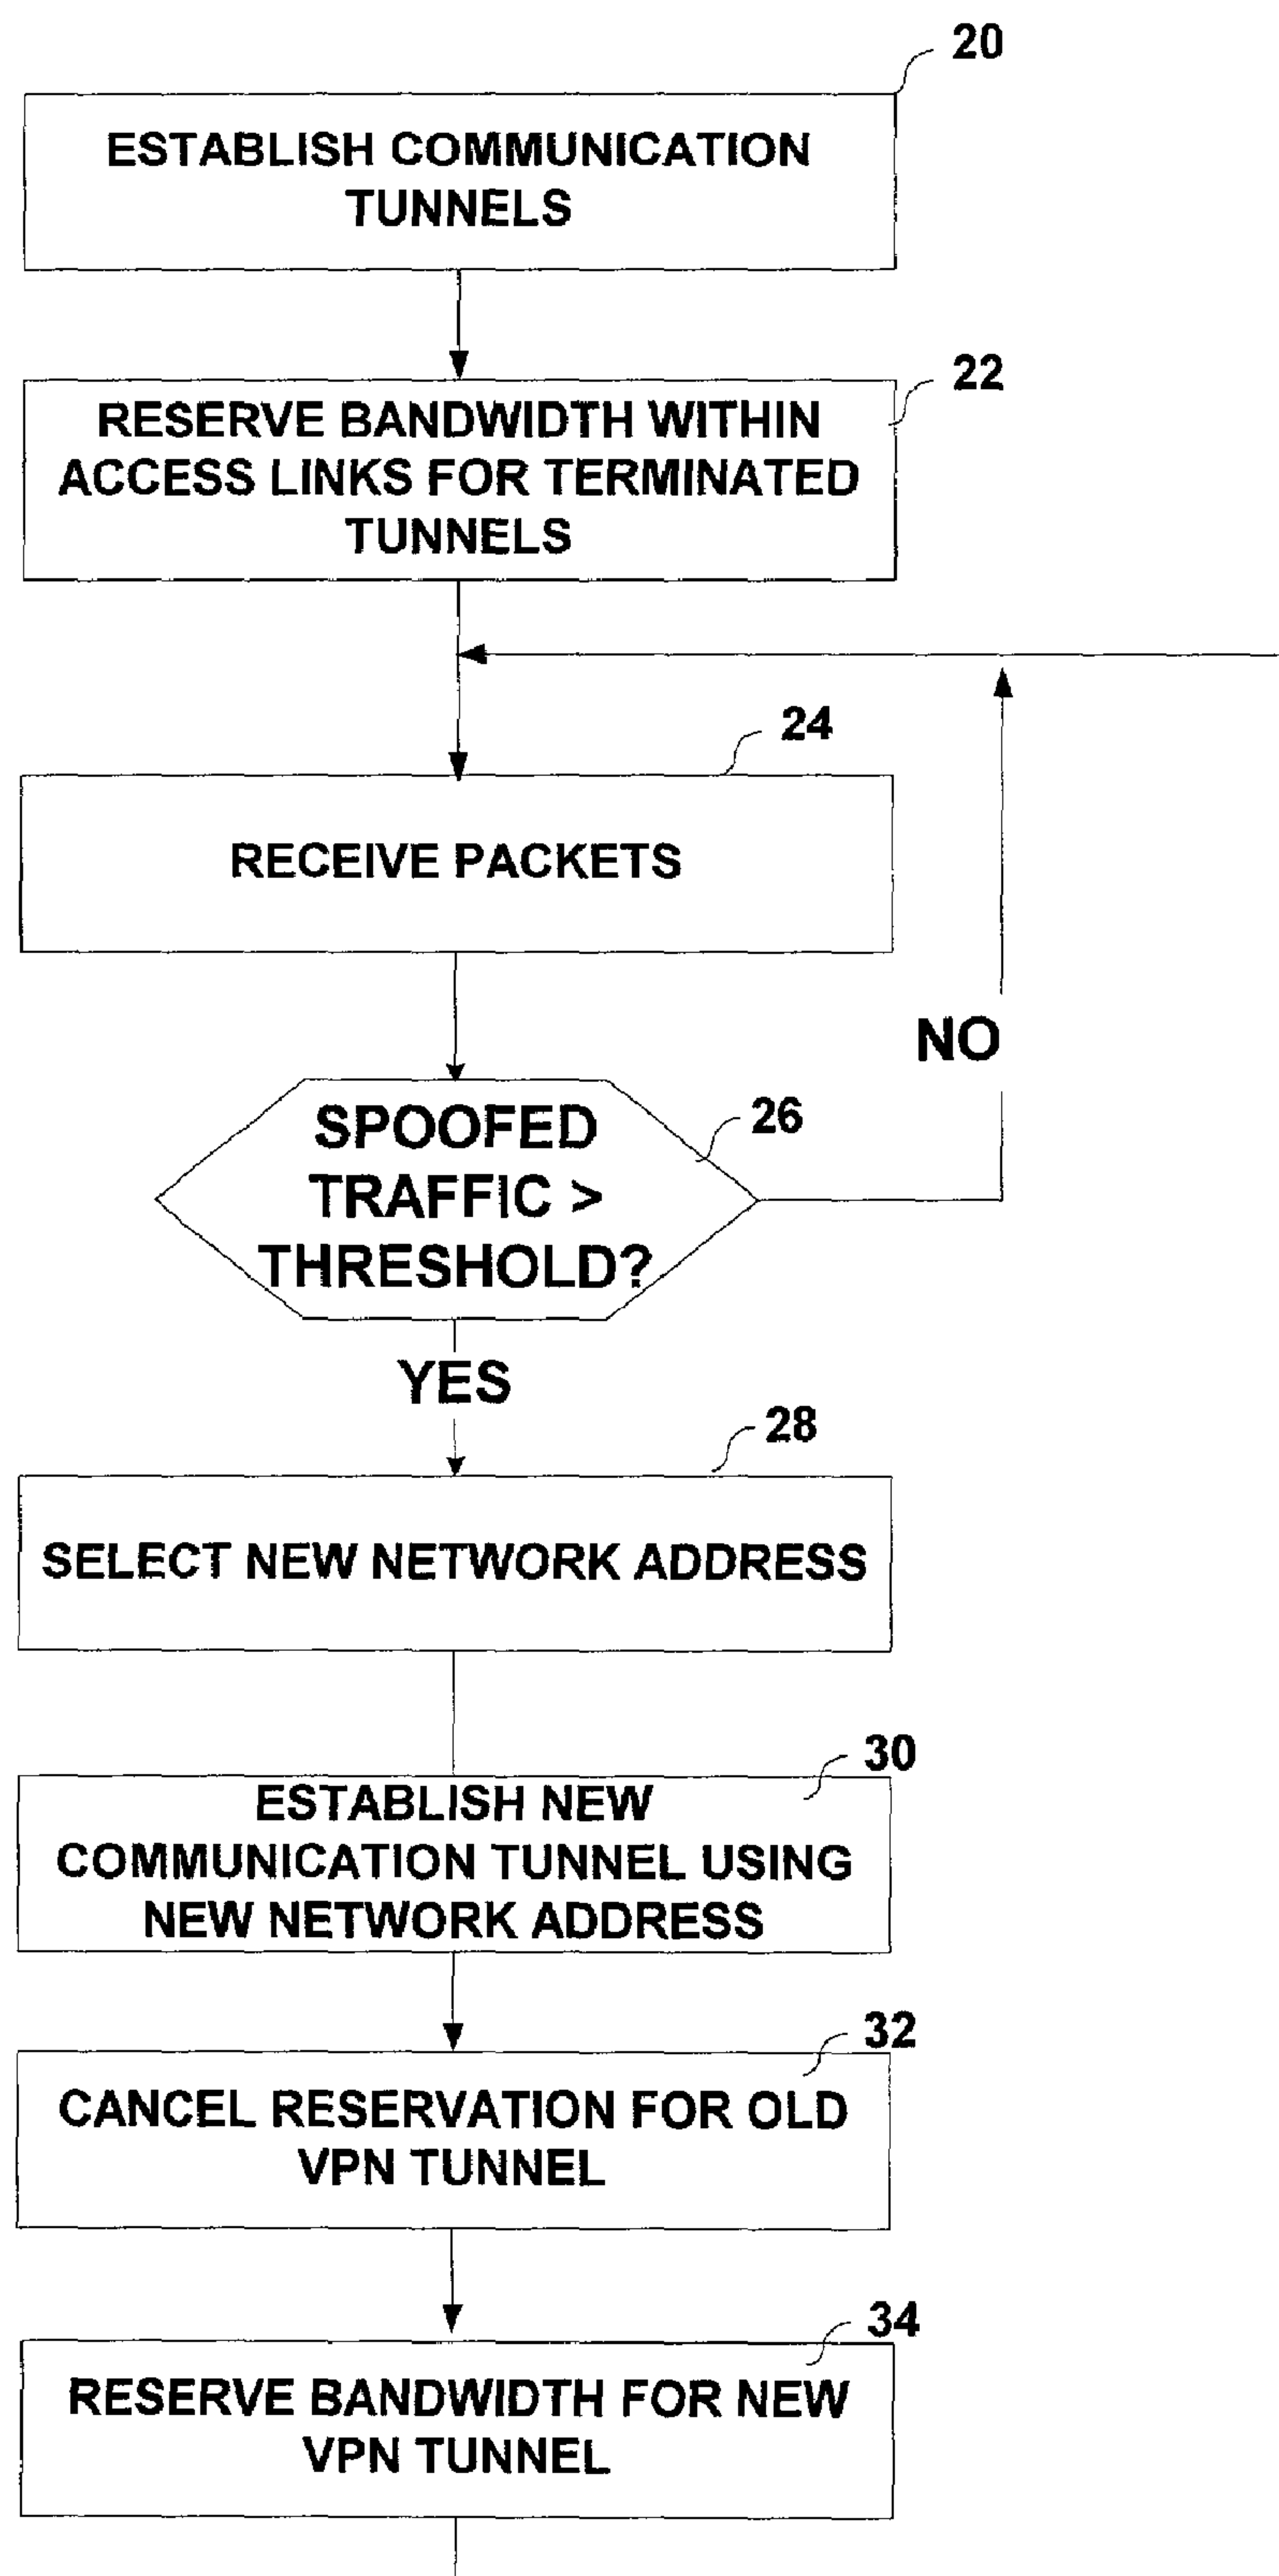 20
ESTABLISH COMMUNICATION
TUNNELS
22
RESERVE BANDWIDTH WITHIN
ACCESS LINKS FOR TERMINATED
TUNNELS
24
RECEIVE PACKETS
NO
26
SPOOFED
TRAFFIC >
THRESHOLD?
YES
28
SELECT NEW NETWORK ADDRESS
30
ESTABLISH NEW
COMMUNICATION TUNNEL USING
NEW NETWORK ADDRESS
32
CANCEL RESERVATION FOR OLD
VPN TUNNEL
34
RESERVE BANDWIDTH FOR NEW
VPN TUNNEL